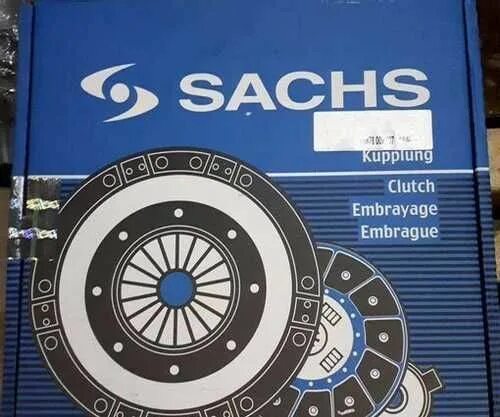 SACHS
Kupplung
Clutch
Embrayage
Embrague